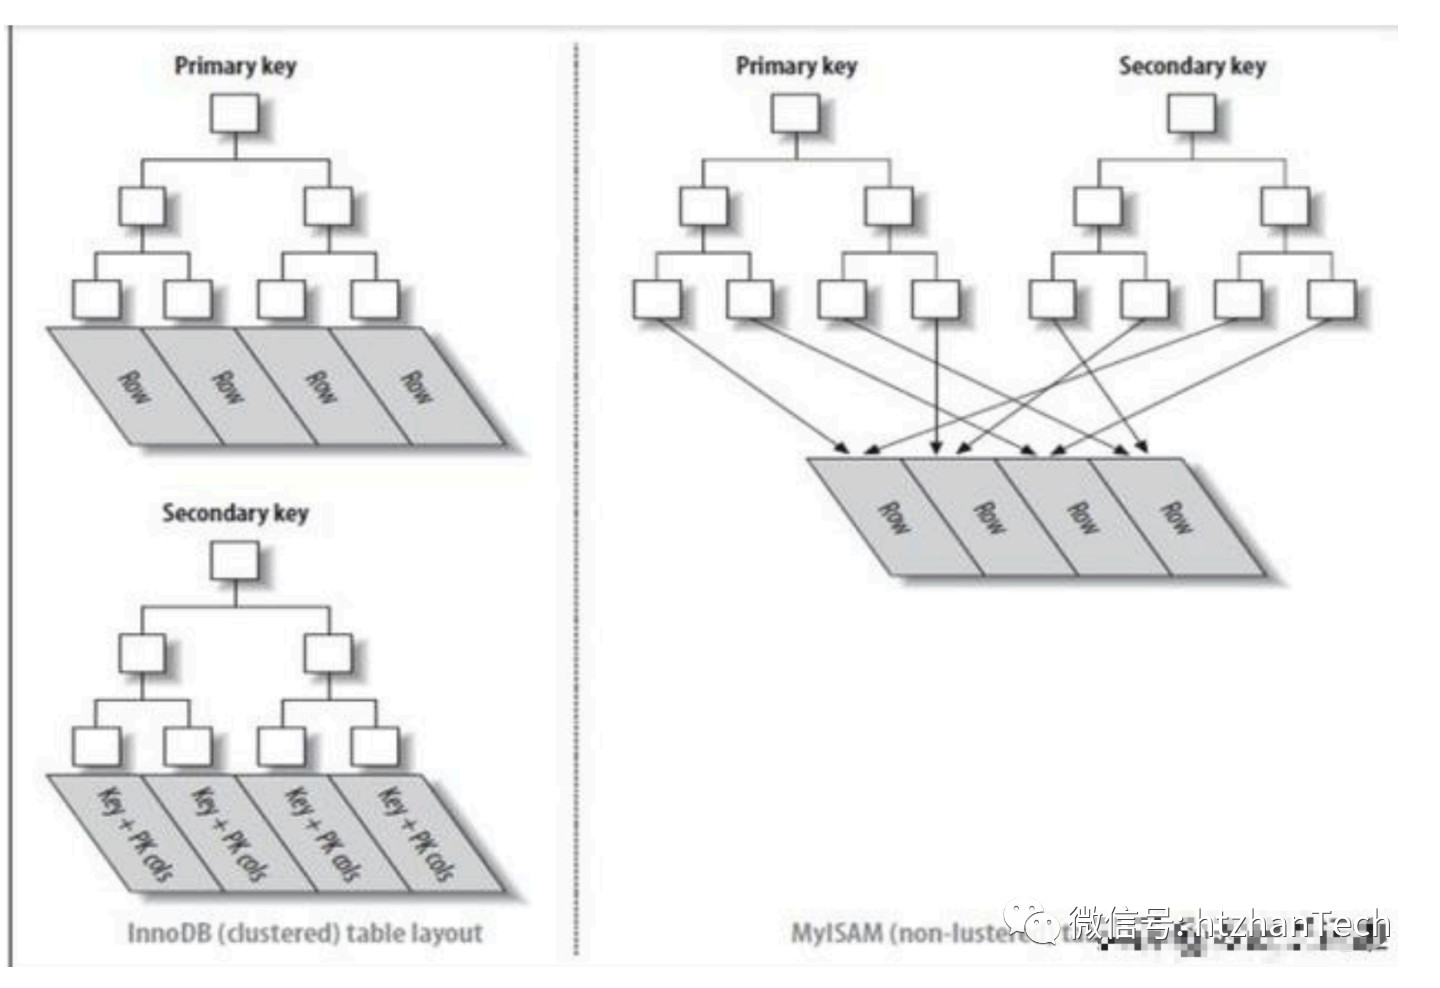 Primary key
Row
Row
Row
Row
Secondary key
Key + PK cols
Key + PK cols
Key + PK cols
Key + PK cols
InnoDB (clustered) table layout
Primary key
Secondary key
Row
Row
Row
Row
MyISAM (non-lustere
微信号: htzhanTech